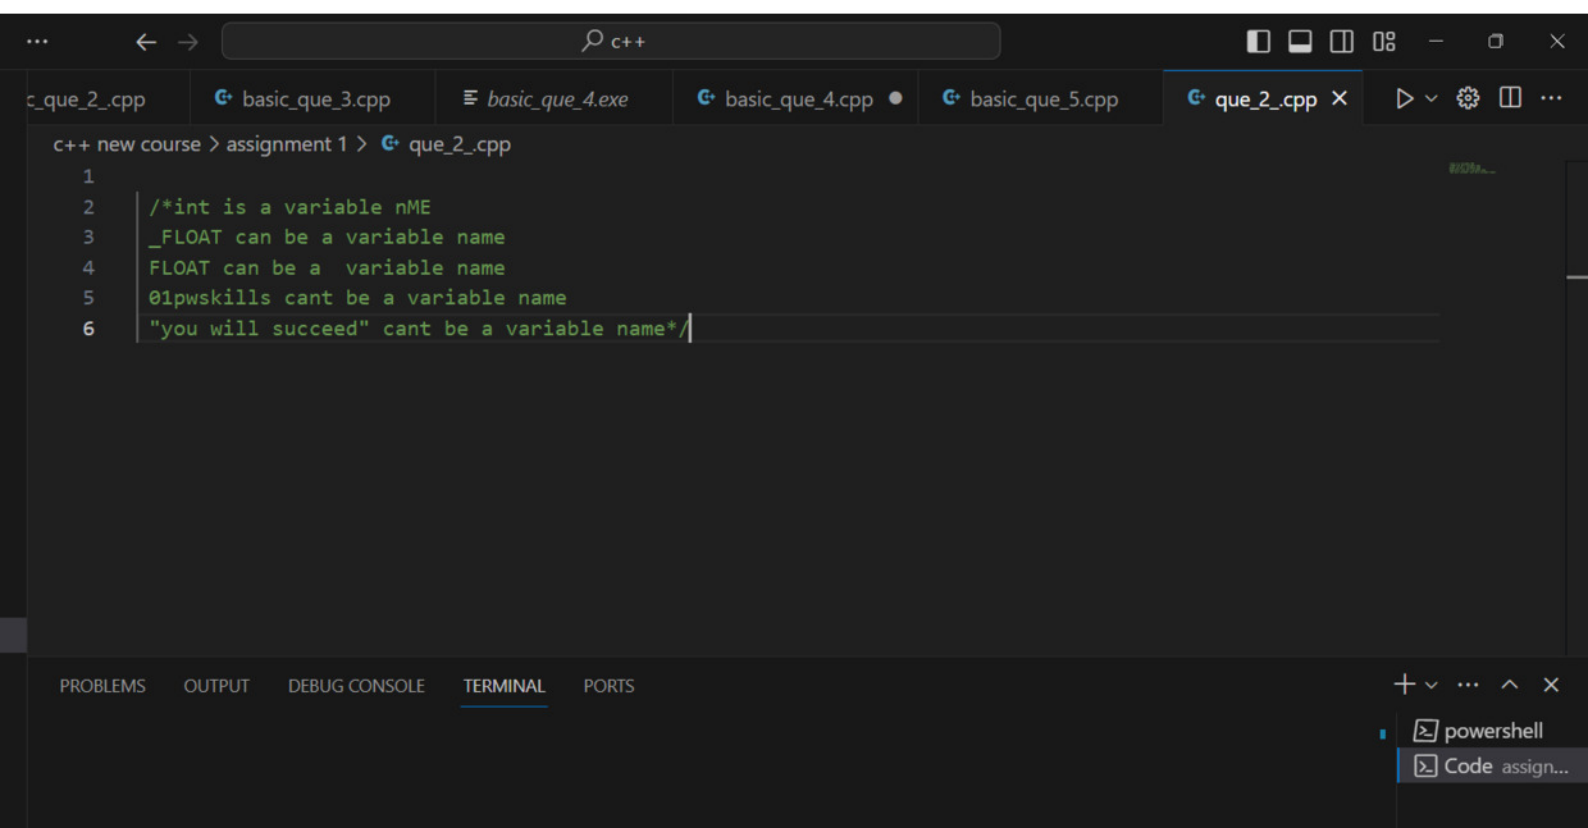 c++
c_que_2_.cpp basic_que_3.cpp basic_que_4.exe basic_que_4.cpp basic_que_5.cpp que_2_.cpp
c++ new course > assignment 1 > que_2_.cpp
1
2 /*int is a variable nME
3 _FLOAT can be a variable name
4 FLOAT can be a  variable name
5 01pwskills cant be a variable name
6 "you will succeed" cant be a variable name*/
PROBLEMS OUTPUT DEBUG CONSOLE TERMINAL PORTS
powershell
Code assign...